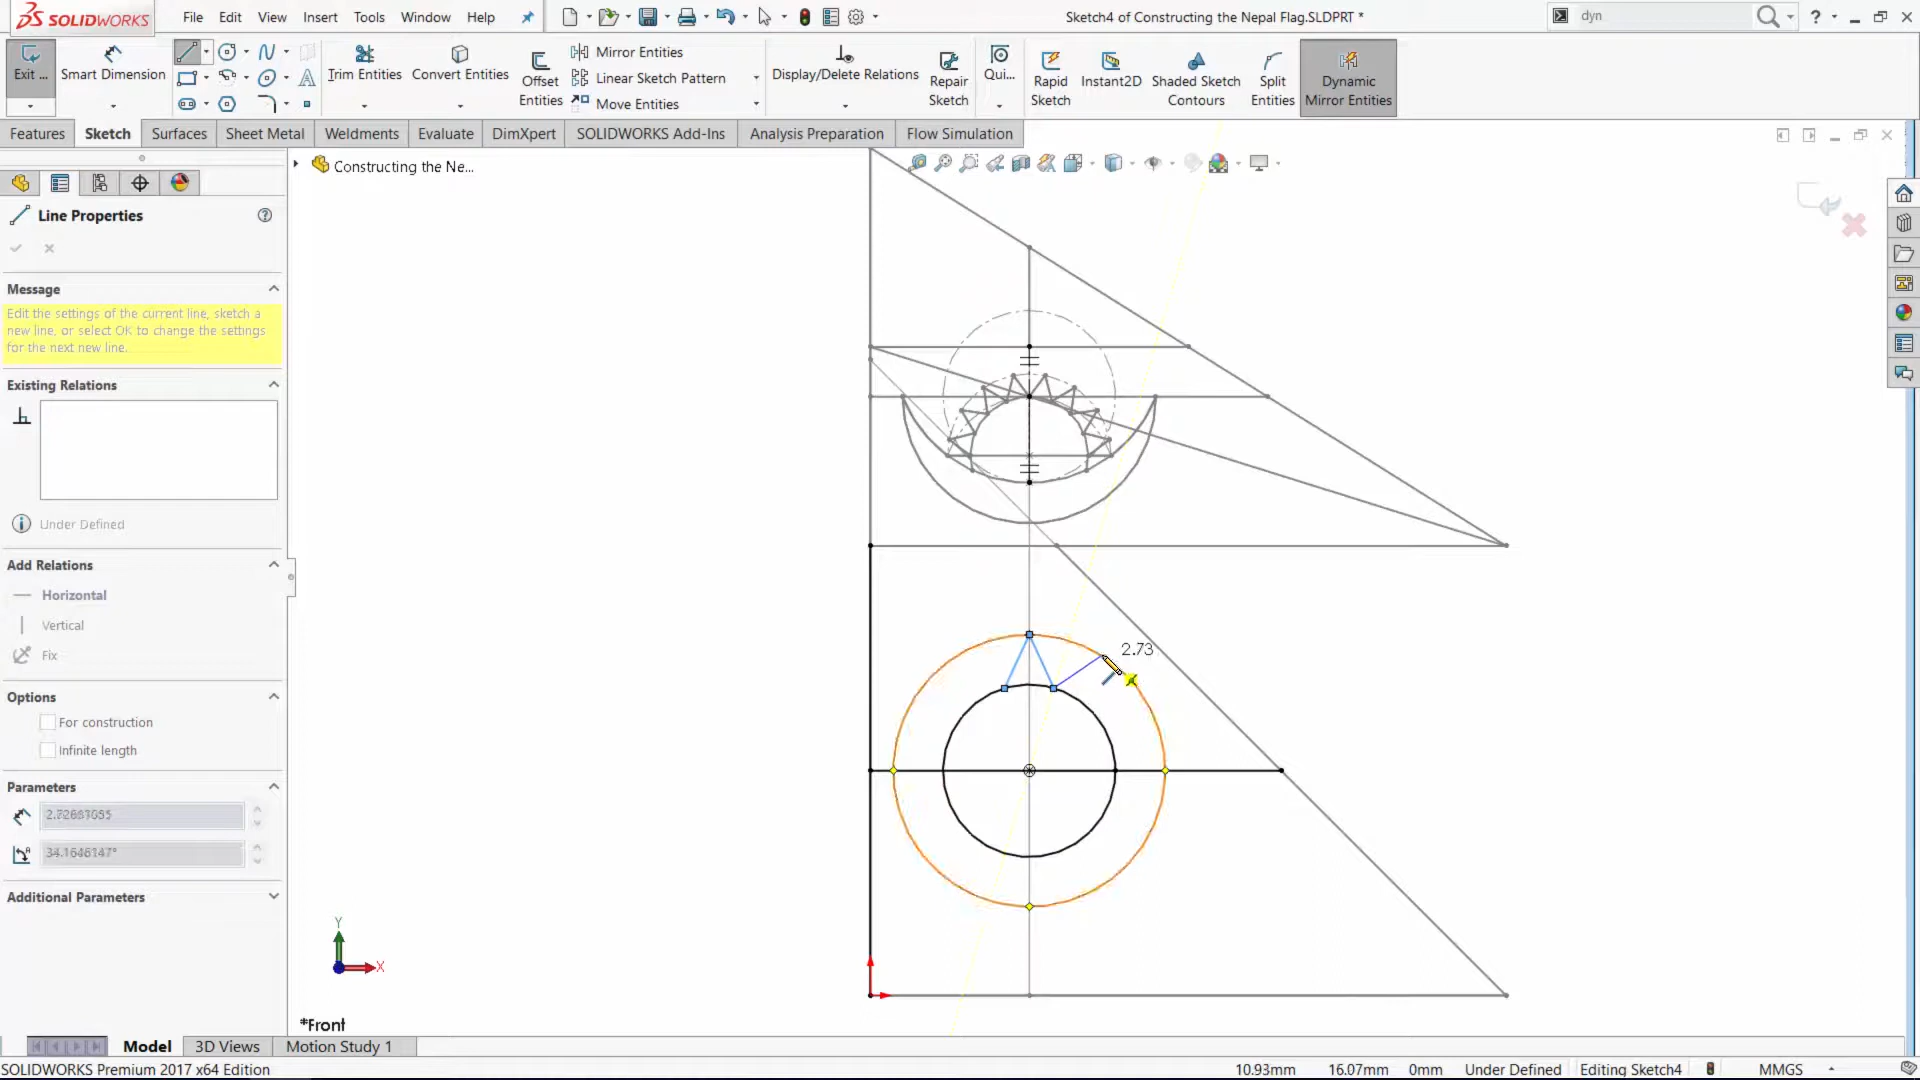 SOLIDWORKS
File Edit View Insert Tools Window Help
Sketch4 of Constructing the Nepal Flag.SLDPRT *
dyn
Exit ...
Smart Dimension
Trim Entities
Convert Entities
Offset
Entities
Mirror Entities
Linear Sketch Pattern
Move Entities
Display/Delete Relations
Repair
Sketch
Qui...
Rapid
Sketch
Instant2D
Shaded Sketch
Contours
Split
Entities
Dynamic
Mirror Entities
Features Sketch Surfaces Sheet Metal Weldments Evaluate DimXpert SOLIDWORKS Add-Ins Analysis Preparation Flow Simulation
Constructing the Ne...
Line Properties
Message
Edit the settings of the current line, sketch a
new line, or select OK to change the settings
for the next new line.
Existing Relations
Under Defined
Add Relations
Horizontal
Vertical
Fix
Options
For construction
Infinite length
Parameters
34.1646147°
Additional Parameters
2.73
Y
X
*Front
Model 3D Views Motion Study 1
SOLIDWORKS Premium 2017 x64 Edition
10.93mm 16.07mm 0mm Under Defined Editing Sketch4 MMGS